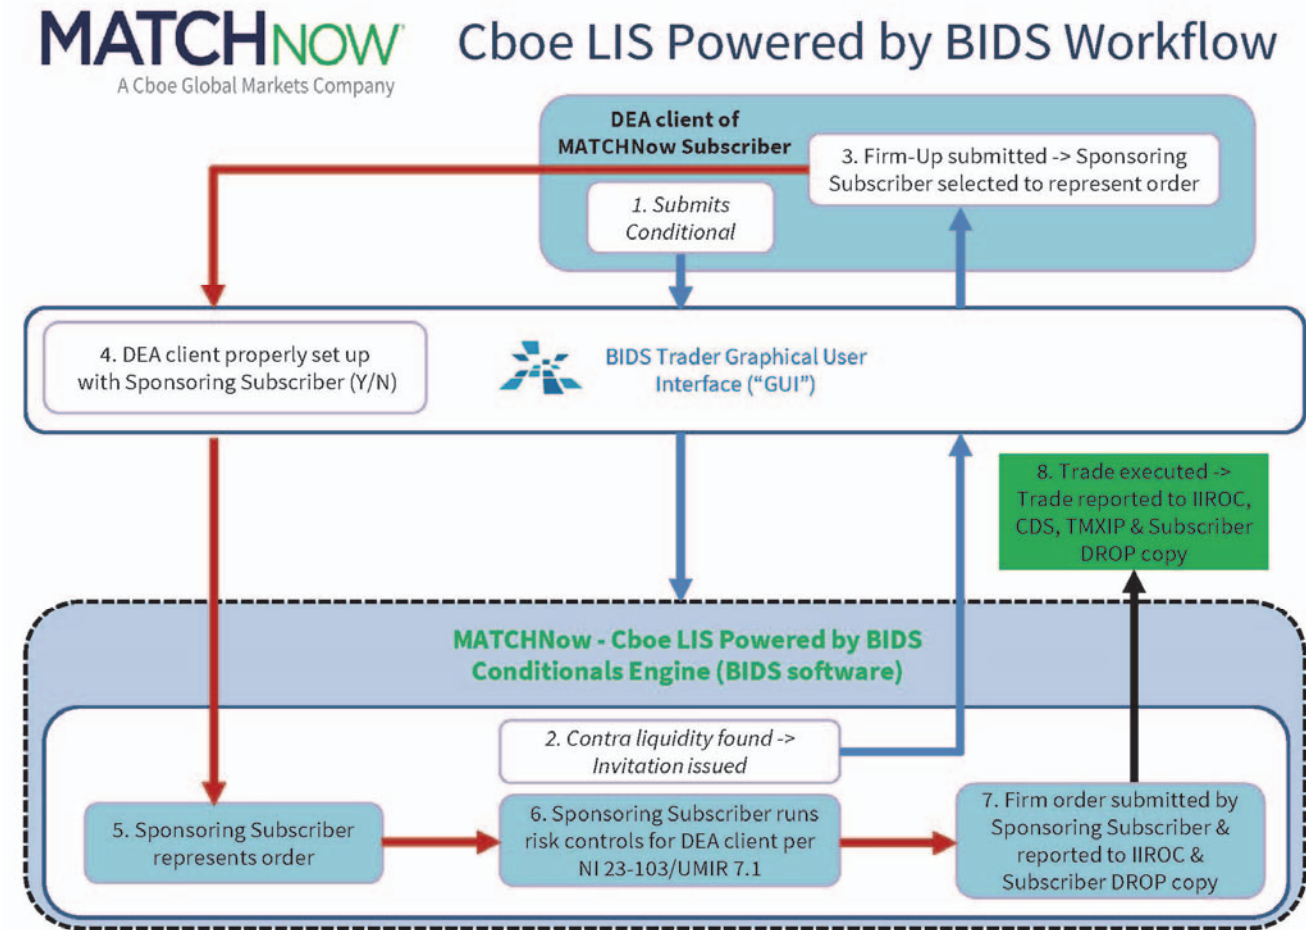 MATCHNOW
A Cboe Global Markets Company
Cboe LIS Powered by BIDS Workflow
DEA client of
MATCHNow Subscriber
3. Firm-Up submitted -> Sponsoring
Subscriber selected to represent order
1. Submits
Conditional
4. DEA client properly set up
with Sponsoring Subscriber (Y/N)
BIDS Trader Graphical User
Interface (“GUI”)
8. Trade executed ->
Trade reported to IIROC,
CDS, TMXIP & Subscriber
DROP copy
MATCHNow - Cboe LIS Powered by BIDS
Conditionals Engine (BIDS software)
2. Contra liquidity found ->
Invitation issued
5. Sponsoring Subscriber
represents order
6. Sponsoring Subscriber runs
risk controls for DEA client per
NI 23-103/UMIR 7.1
7. Firm order submitted by
Sponsoring Subscriber &
reported to IIROC &
Subscriber DROP copy